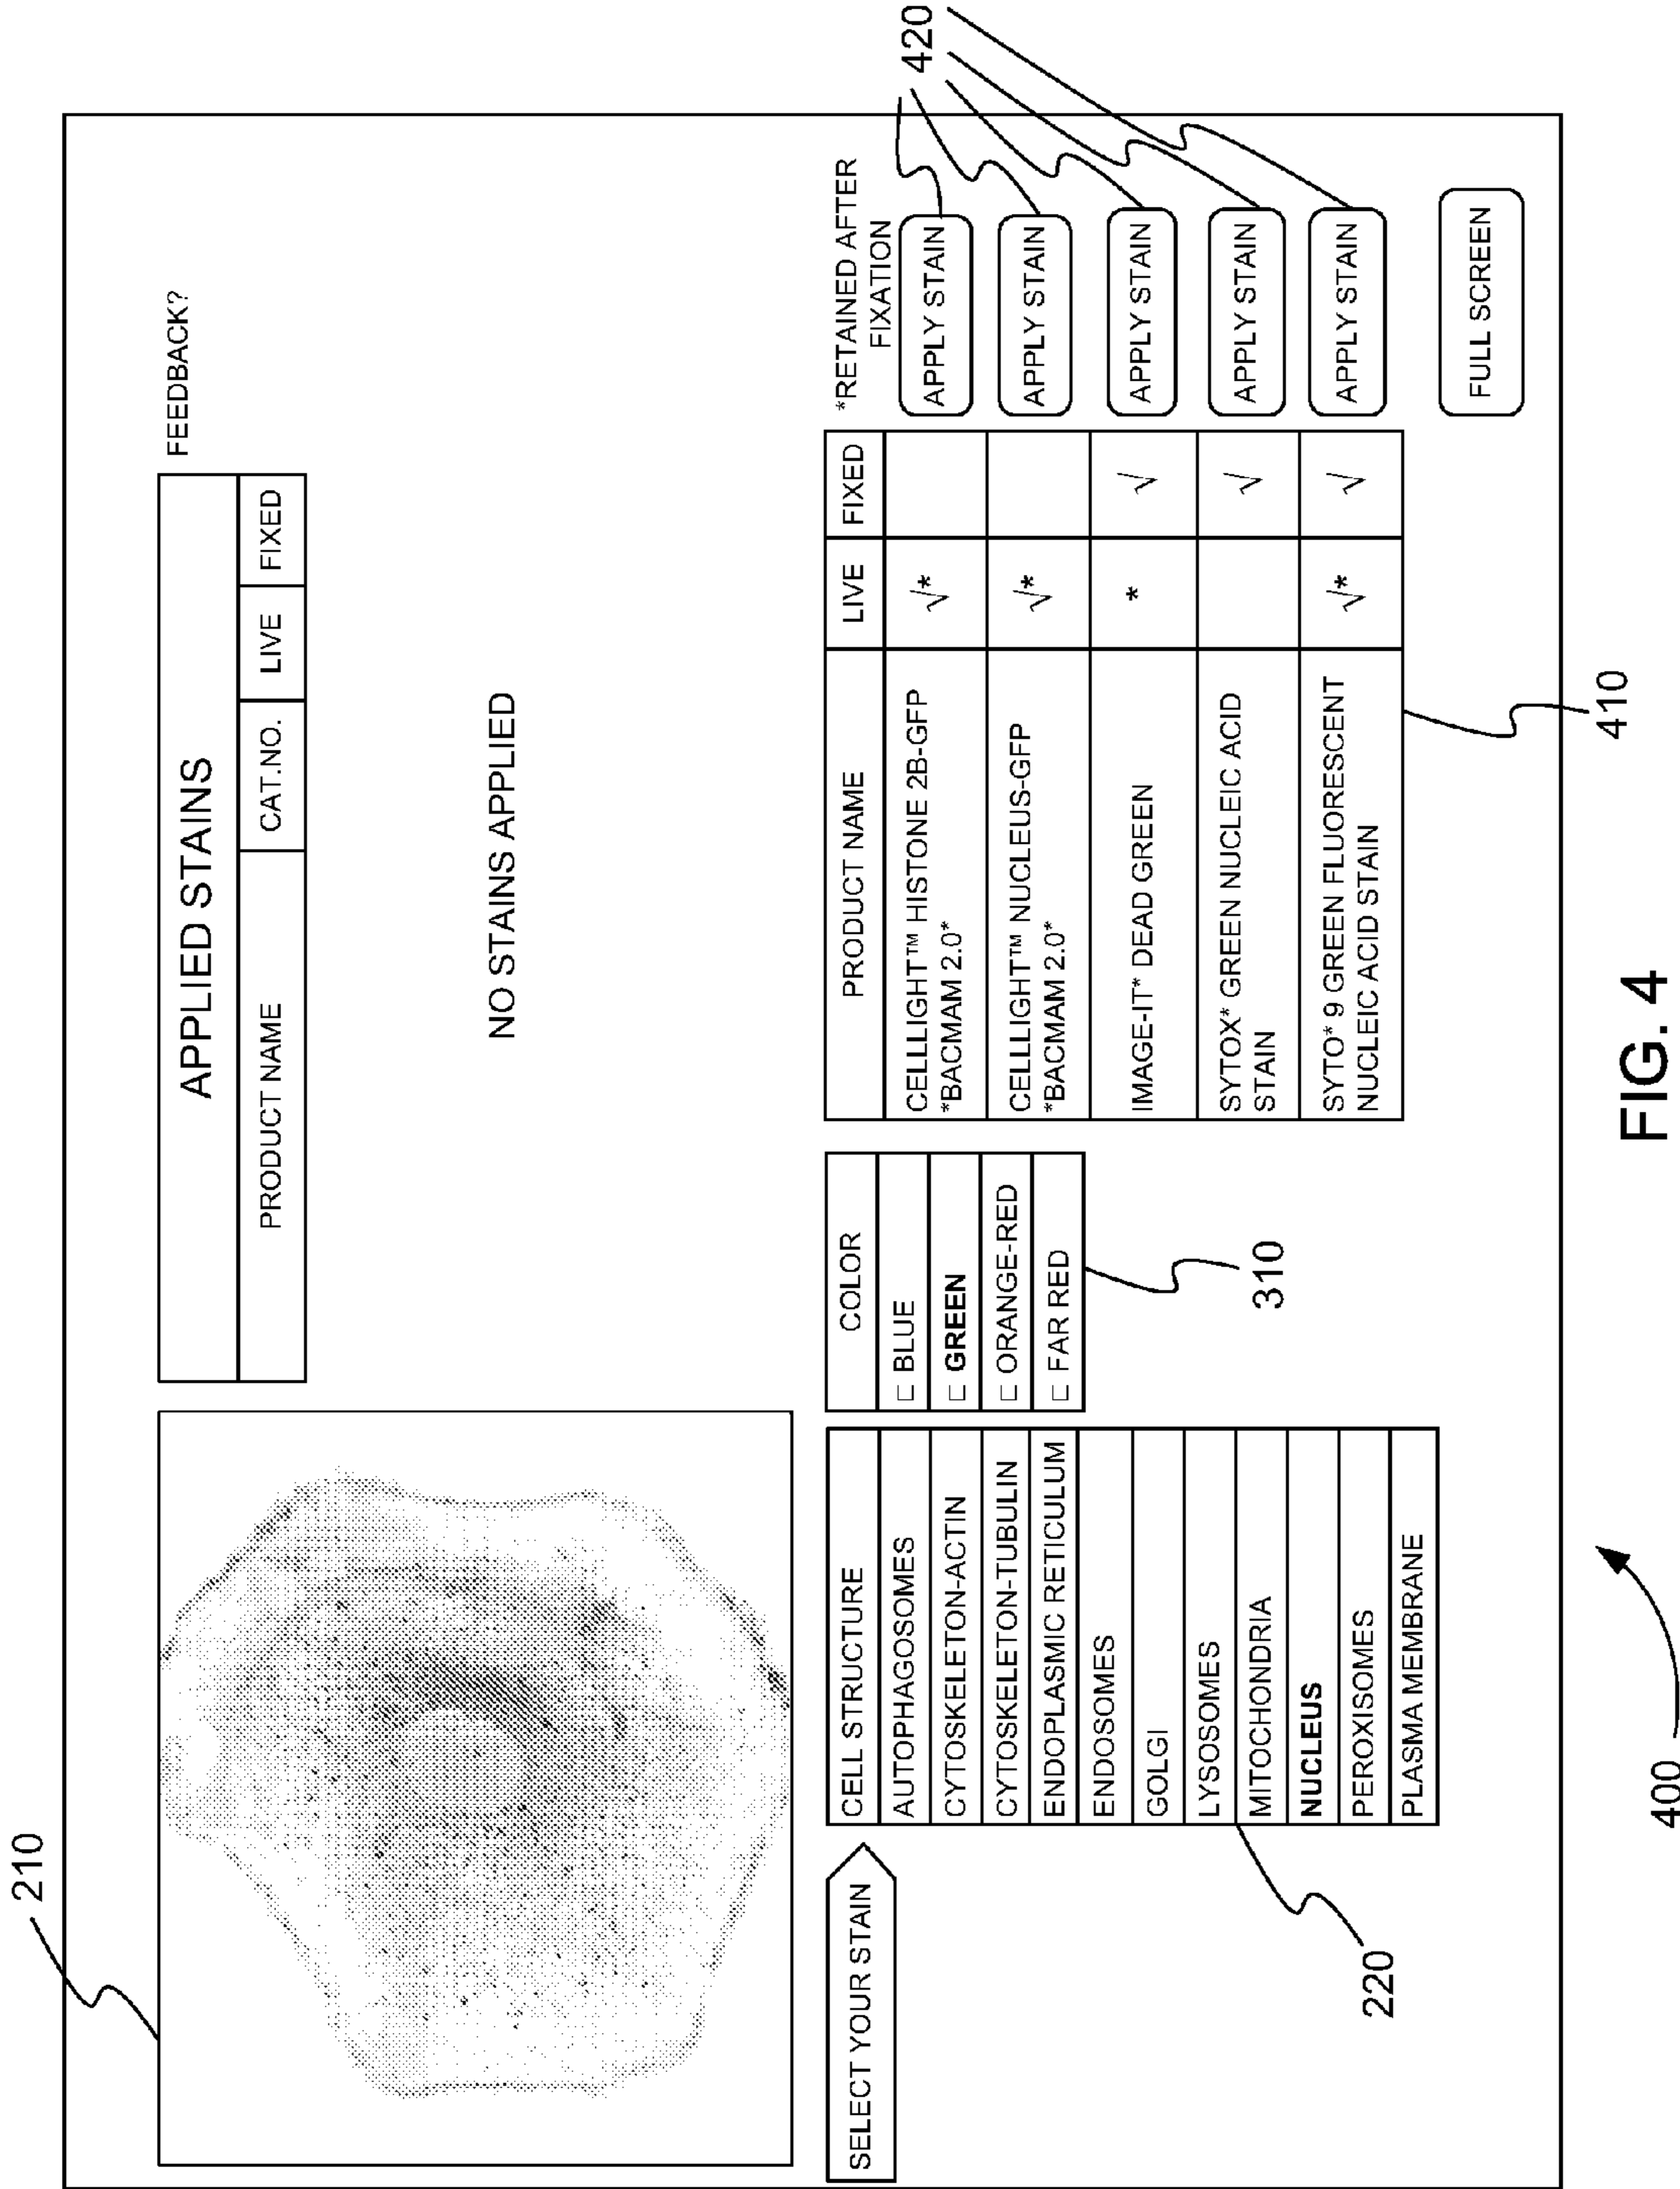 210
APPLIED STAINS
PRODUCT NAME CAT.NO. LIVE FIXED
FEEDBACK?
NO STAINS APPLIED
SELECT YOUR STAIN
CELL STRUCTURE
AUTOPHAGOSOMES
CYTOSKELETON-ACTIN
CYTOSKELETON-TUBULIN
ENDOPLASMIC RETICULUM
ENDOSOMES
GOLGI
LYSOSOMES
MITOCHONDRIA
NUCLEUS
PEROXISOMES
PLASMA MEMBRANE
220
COLOR
□ BLUE
□ GREEN
□ ORANGE-RED
□ FAR RED
310
PRODUCT NAME LIVE FIXED
CELLLIGHT™ HISTONE 2B-GFP
*BACMAM 2.0* √*
CELLLIGHT™ NUCLEUS-GFP
*BACMAM 2.0* √*
IMAGE-IT* DEAD GREEN * √
SYTOX* GREEN NUCLEIC ACID
STAIN √
SYTO* 9 GREEN FLUORESCENT
NUCLEIC ACID STAIN √* √
410
*RETAINED AFTER
FIXATION
APPLY STAIN
APPLY STAIN
APPLY STAIN
APPLY STAIN
APPLY STAIN
420
FULL SCREEN
400
FIG. 4